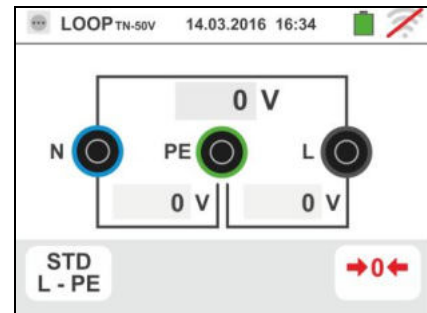 LOOP TN-50V 14.03.2016 16:34
0 V
N PE L
0 V 0 V
STD
L - PE
➔0←